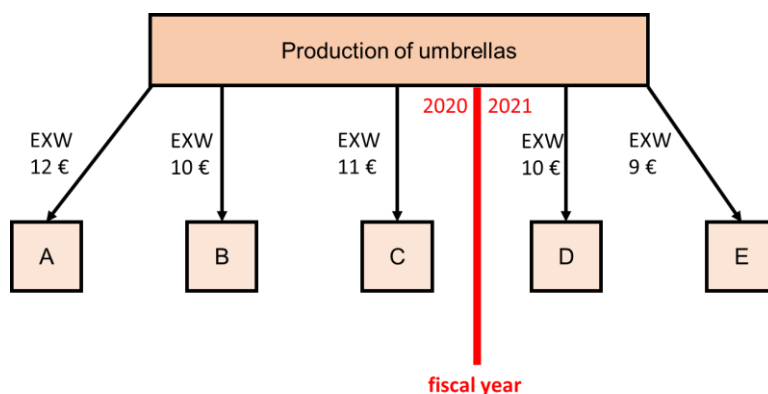 Production of umbrellas
2020 2021
EXW
12 €
EXW
10 €
EXW
11 €
EXW
10 €
EXW
9 €
A
B
C
D
E
fiscal year